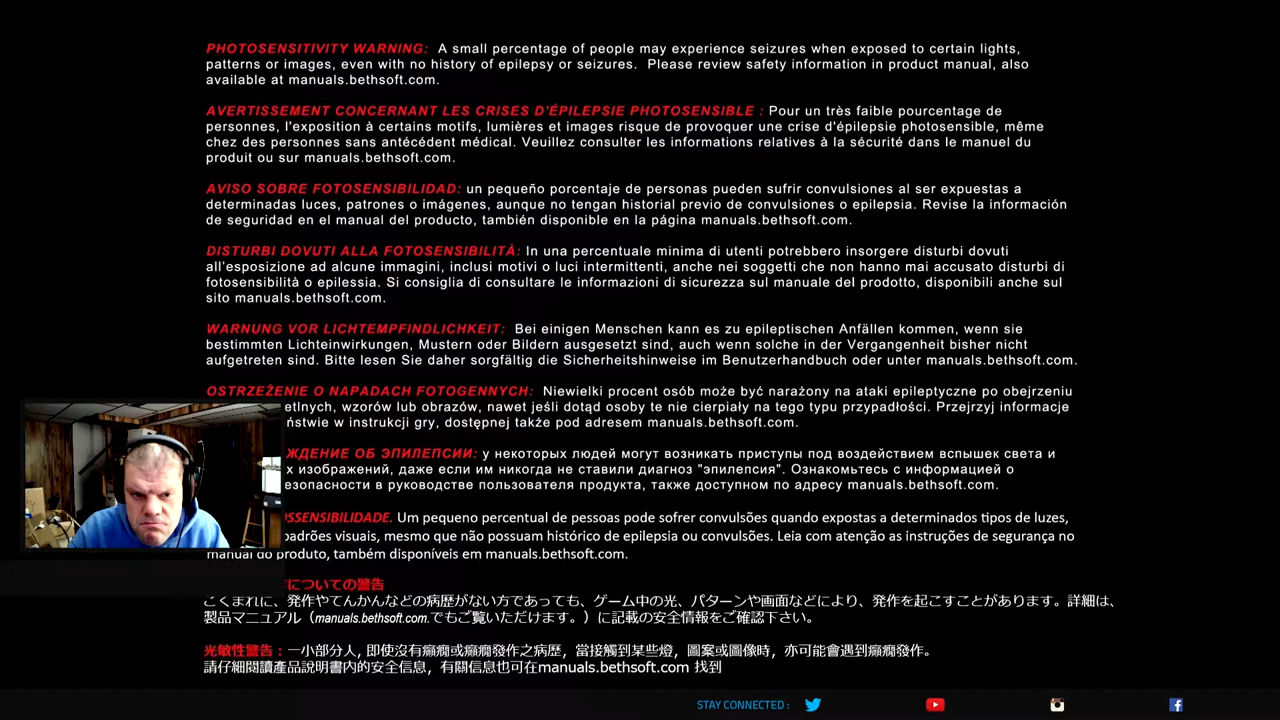 PHOTOSENSITIVITY WARNING: A small percentage of people may experience seizures when exposed to certain lights,
patterns or images, even with no history of epilepsy or seizures. Please review safety information in product manual, also
available at manuals.bethsoft.com.
AVERTISSEMENT CONCERNANT LES CRISES D'ÉPILEPSIE PHOTOSENSIBLE : Pour un très faible pourcentage de
personnes, l'exposition à certains motifs, lumières et images risque de provoquer une crise d'épilepsie photosensible, même
chez des personnes sans antécédent médical. Veuillez consulter les informations relatives à la sécurité dans le manuel du
produit ou sur manuals.bethsoft.com.
AVISO SOBRE FOTOSENSIBILIDAD: un pequeño porcentaje de personas pueden sufrir convulsiones al ser expuestas a
determinadas luces, patrones o imágenes, aunque no tengan historial previo de convulsiones o epilepsia. Revise la información
de seguridad en el manual del producto, también disponible en la página manuals.bethsoft.com.
DISTURBI DOVUTI ALLA FOTOSENSIBILITÀ: In una percentuale minima di utenti potrebbero insorgere disturbi dovuti
all'esposizione ad alcune immagini, inclusi motivi o luci intermittenti, anche nei soggetti che non hanno mai accusato disturbi di
fotosensibilità o epilessia. Si consiglia di consultare le informazioni di sicurezza sul manuale del prodotto, disponibili anche sul
sito manuals.bethsoft.com.
WARNUNG VOR LICHTEMPFINDLICHKEIT: Bei einigen Menschen kann es zu epileptischen Anfällen kommen, wenn sie
bestimmten Lichteinwirkungen, Mustern oder Bildern ausgesetzt sind, auch wenn solche in der Vergangenheit bisher nicht
aufgetreten sind. Bitte lesen Sie daher sorgfältig die Sicherheitshinweise im Benutzerhandbuch oder unter manuals.bethsoft.com.
OSTRZEŻENIE O NAPADACH FOTOGENNYCH: Niewielki procent osób może być narażony na ataki epileptyczne po obejrzeniu
etlnych, wzorów lub obrazów, nawet jeśli dotąd osoby te nie cierpiały na tego typu przypadłości. Przejrzyj informacje
ństwie w instrukcji gry, dostępnej także pod adresem manuals.bethsoft.com.
ЖДЕНИЕ ОБ ЭПИЛЕПСИИ: у некоторых людей могут возникать приступы под воздействием вспышек света и
х изображений, даже если им никогда не ставили диагноз "эпилепсия". Ознакомьтесь с информацией о
езопасности в руководстве пользователя продукта, также доступном по адресу manuals.bethsoft.com.
OSSENSIBILIDADE. Um pequeno percentual de pessoas pode sofrer convulsões quando expostas a determinados tipos de luzes,
padrões visuais, mesmo que não possuam histórico de epilepsia ou convulsões. Leia com atenção as instruções de segurança no
manual do produto, também disponíveis em manuals.bethsoft.com.
についての警告
ごくまれに、発作やてんかんなどの病歴がない方であっても、ゲーム中の光、パターンや画面などにより、発作を起こすことがあります。詳細は、
製品マニュアル（manuals.bethsoft.com.でもご覧いただけます。）に記載の安全情報をご確認下さい。
光敏性警告：一小部分人, 即使沒有癲癇或癲癇發作之病歷，當接觸到某些燈，圖案或圖像時，亦可能會遇到癲癇發作。
請仔細閱讀產品說明書内的安全信息，有關信息也可在manuals.bethsoft.com 找到
STAY CONNECTED :